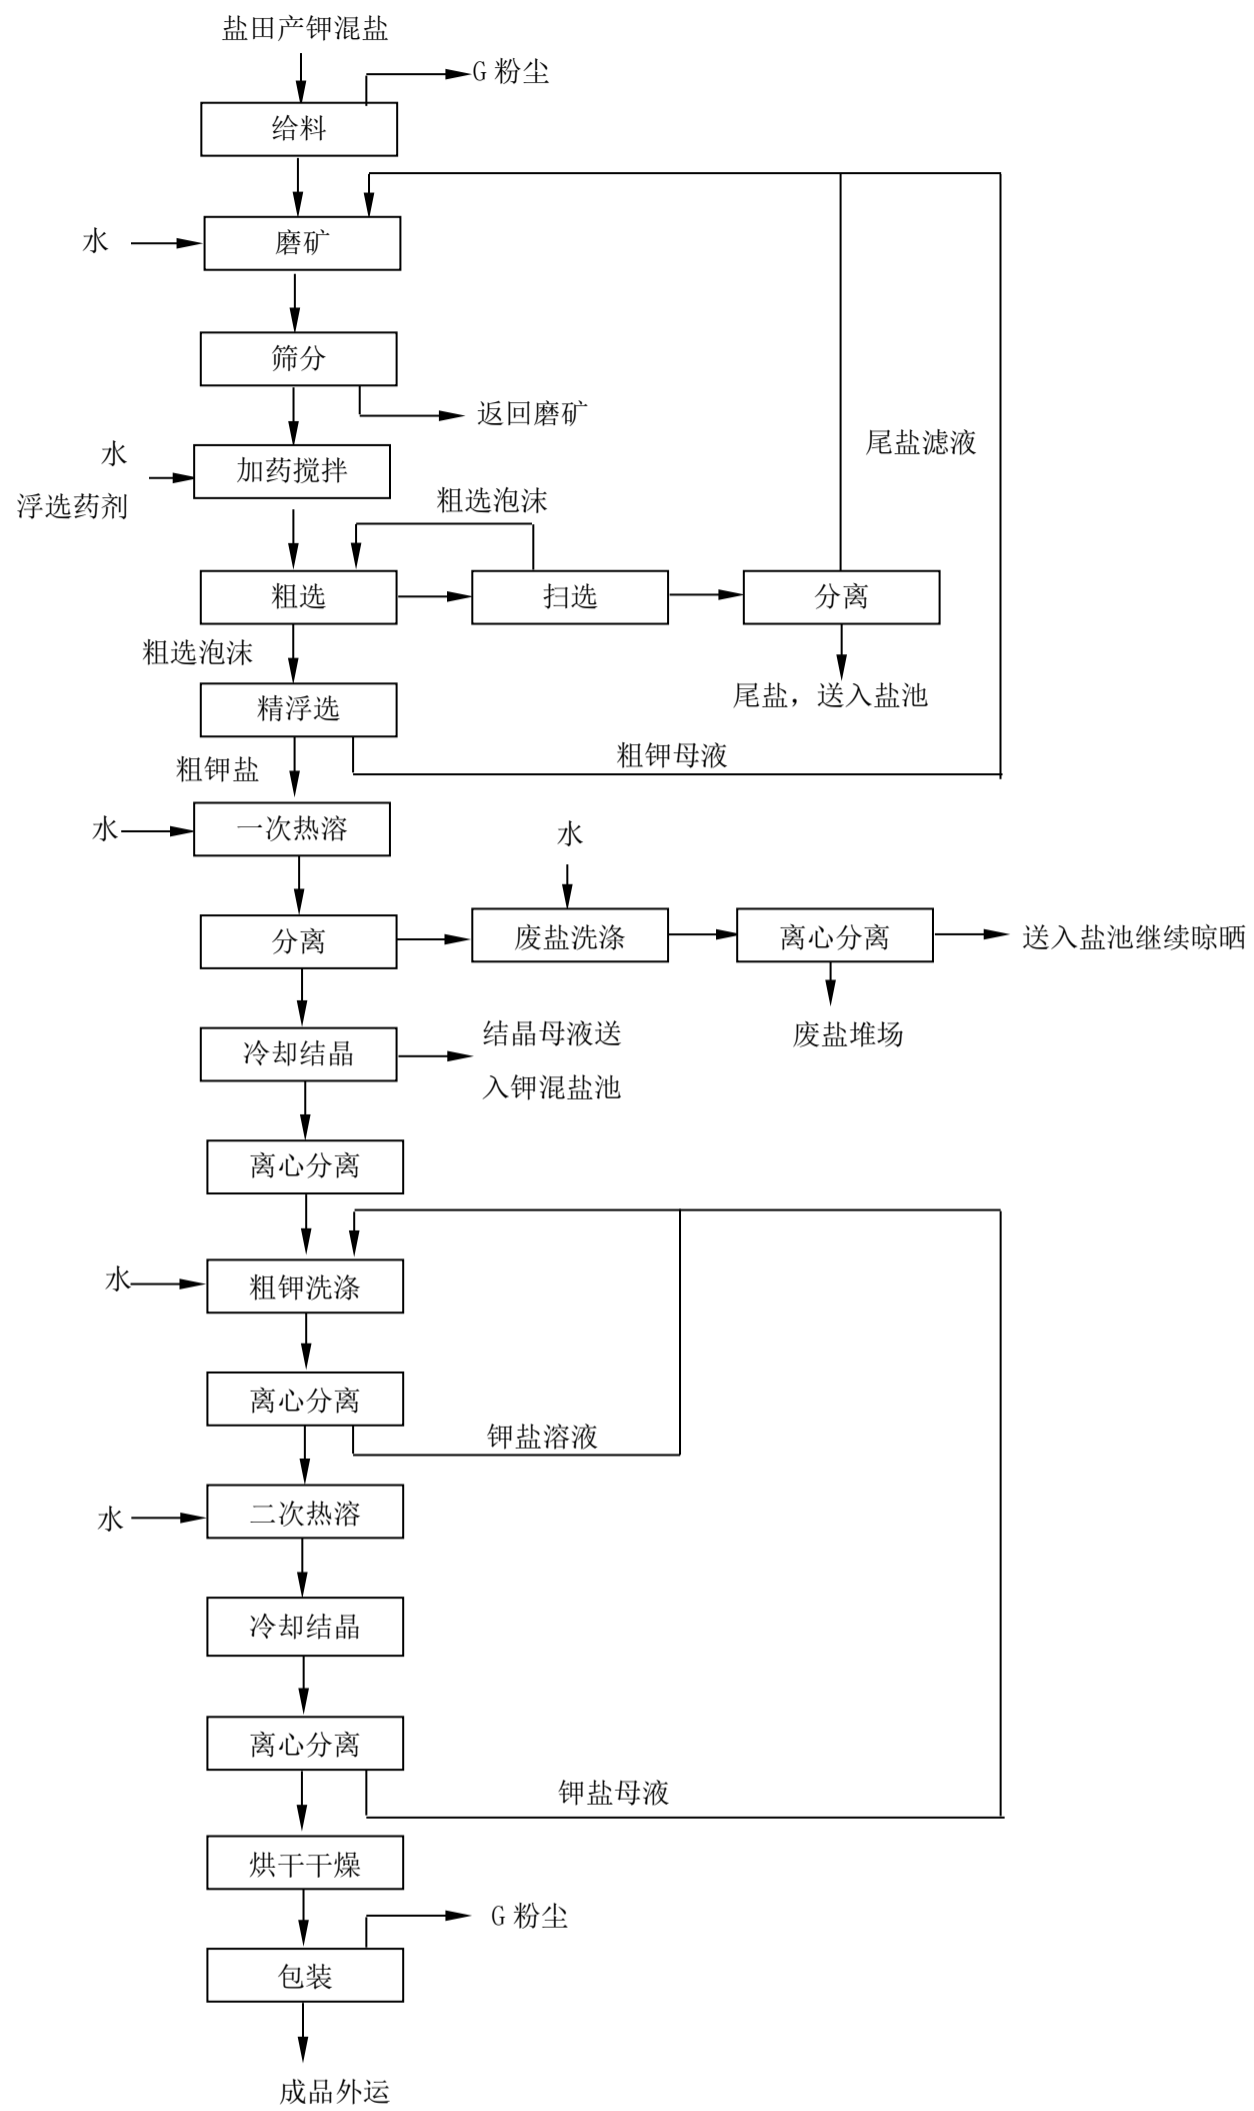 盐田产钾混盐
G 粉尘
给料
水
磨矿
筛分
返回磨矿
水
浮选药剂
加药搅拌
尾盐滤液
粗选泡沫
粗选
扫选
分离
粗选泡沫
尾盐，送入盐池
精浮选
粗钾盐
粗钾母液
水
一次热溶
水
分离
废盐洗涤
离心分离
送入盐池继续晾晒
废盐堆场
冷却结晶
结晶母液送
入钾混盐池
离心分离
水
粗钾洗涤
离心分离
钾盐溶液
水
二次热溶
冷却结晶
离心分离
钾盐母液
烘干干燥
G 粉尘
包装
成品外运